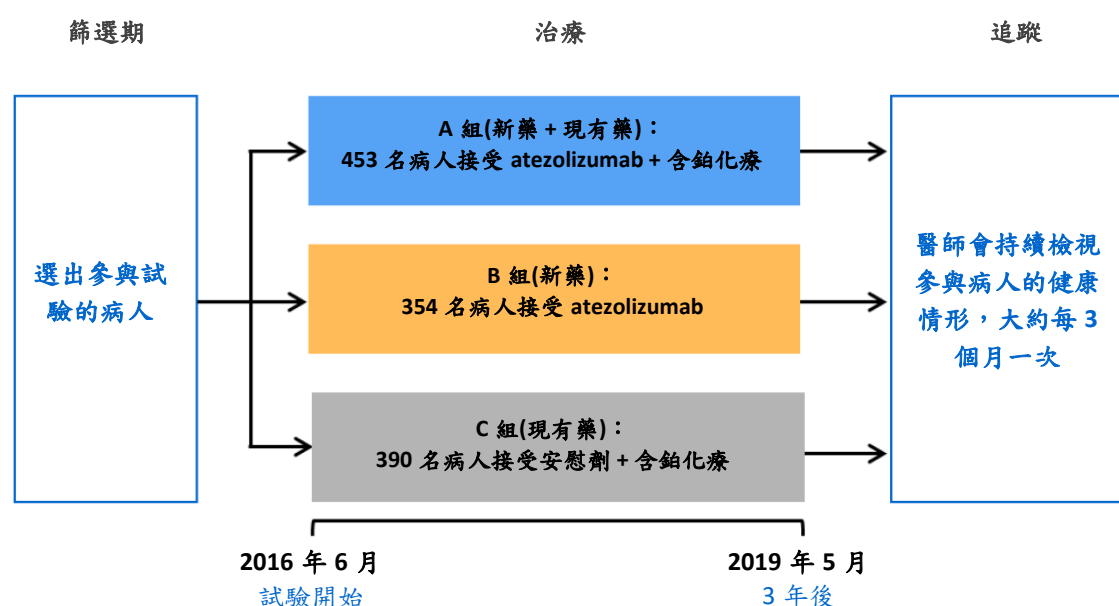 篩選期
治療
追蹤
選出參與試
驗的病人
A 組(新藥 + 現有藥)：
453 名病人接受 atezolizumab + 含鉑化療
B 組(新藥)：
354 名病人接受 atezolizumab
C 組(現有藥)：
390 名病人接受安慰劑 + 含鉑化療
醫師會持續檢視
參與病人的健康
情形，大約每 3
個月一次
2016 年 6 月
試驗開始
2019 年 5 月
3 年後